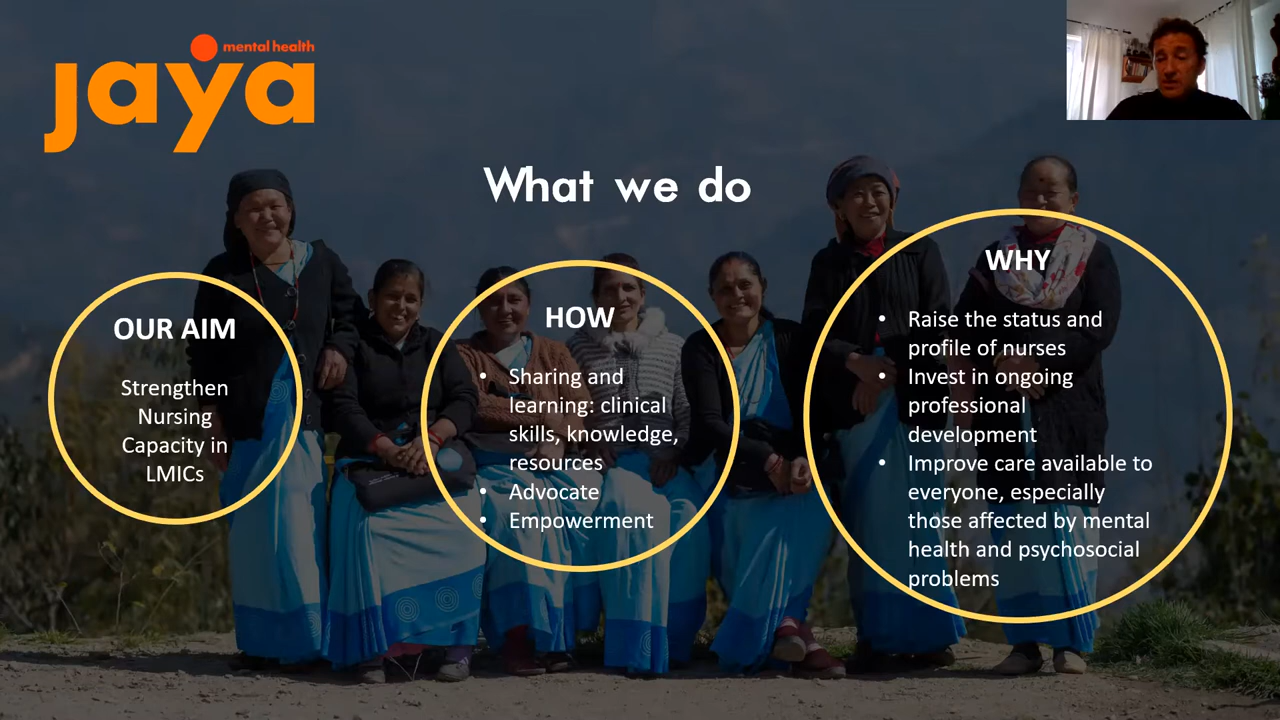 mental health
jaya
What we do
OUR AIM
Strengthen
Nursing
Capacity in
LMICs
HOW
• Sharing and
learning: clinical
skills, knowledge,
resources
• Advocate
• Empowerment
WHY
• Raise the status and
profile of nurses
• Invest in ongoing
professional
development
• Improve care available to
everyone, especially
those affected by mental
health and psychosocial
problems